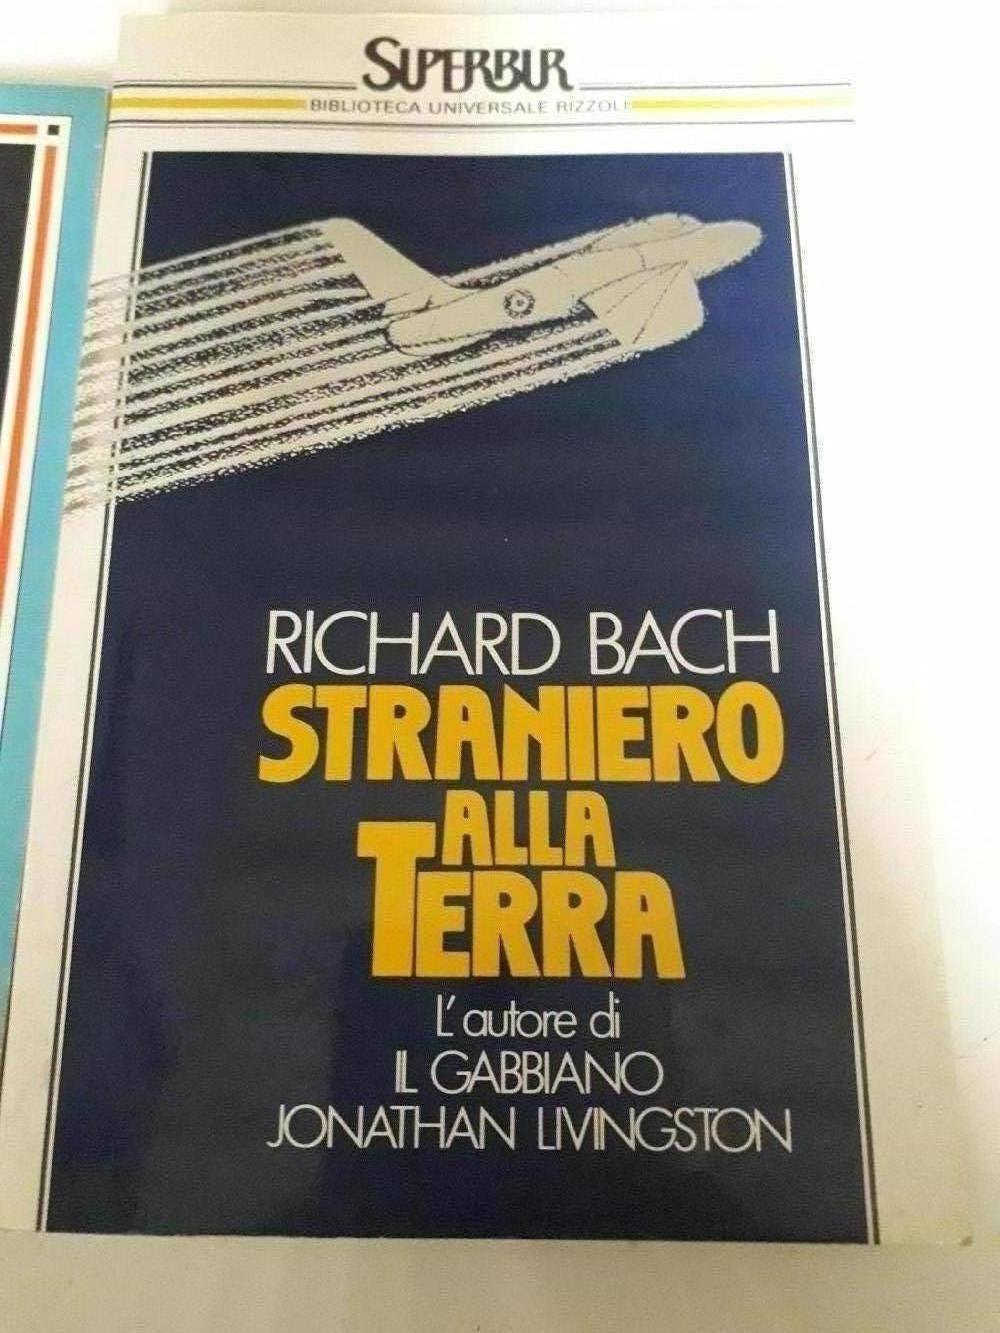 SUPERBUR
BIBLIOTECA UNIVERSALE RIZZOLI
RICHARD BACH
STRANIERO
ALLA
TERRA
L'autore di
IL GABBIANO
JONATHAN LIVINGSTON